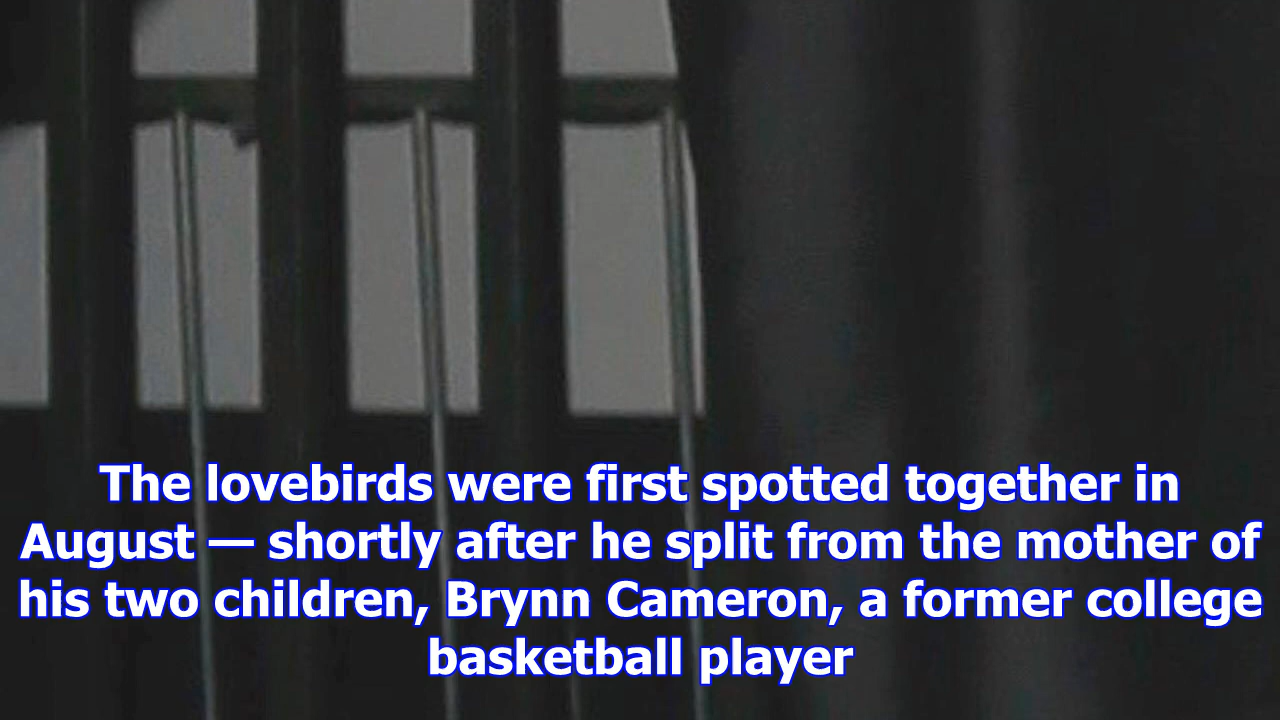 The lovebirds were first spotted together in
August — shortly after he split from the mother of
his two children, Brynn Cameron, a former college
basketball player